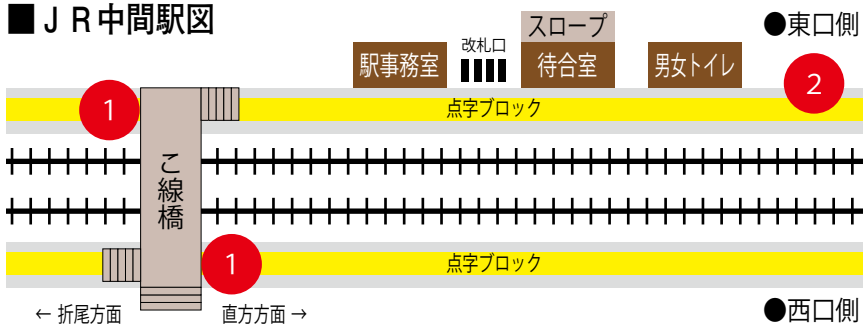 ■ＪＲ中間駅図
●東口側
スロープ
改札口
駅事務室
待合室
男女トイレ
1
2
点字ブロック
こ線橋
1
点字ブロック
← 折尾方面
直方方面 →
●西口側